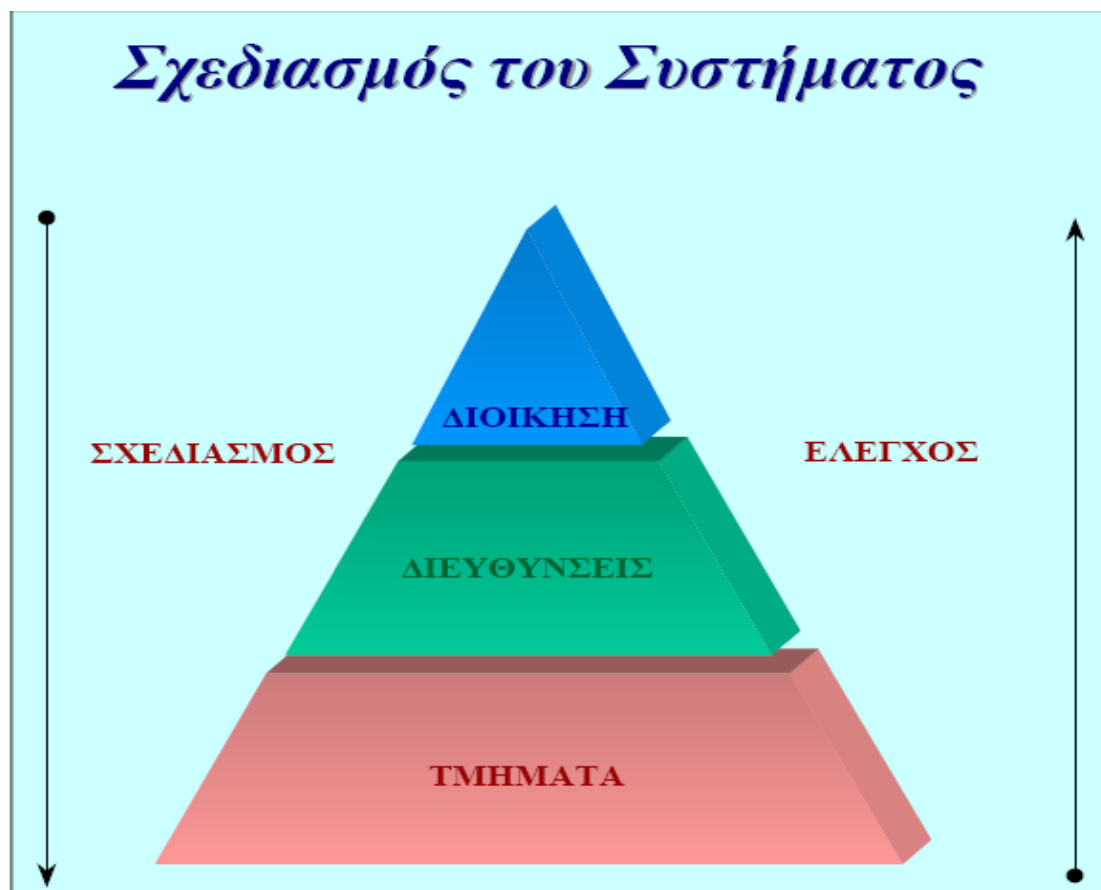 Σχεδιασμός του Συστήματος
ΔΙΟΙΚΗΣΗ
ΣΧΕΔΙΑΣΜΟΣ
ΕΛΕΓΧΟΣ
ΔΙΕΥΘΥΝΣΕΙΣ
ΤΜΗΜΑΤΑ